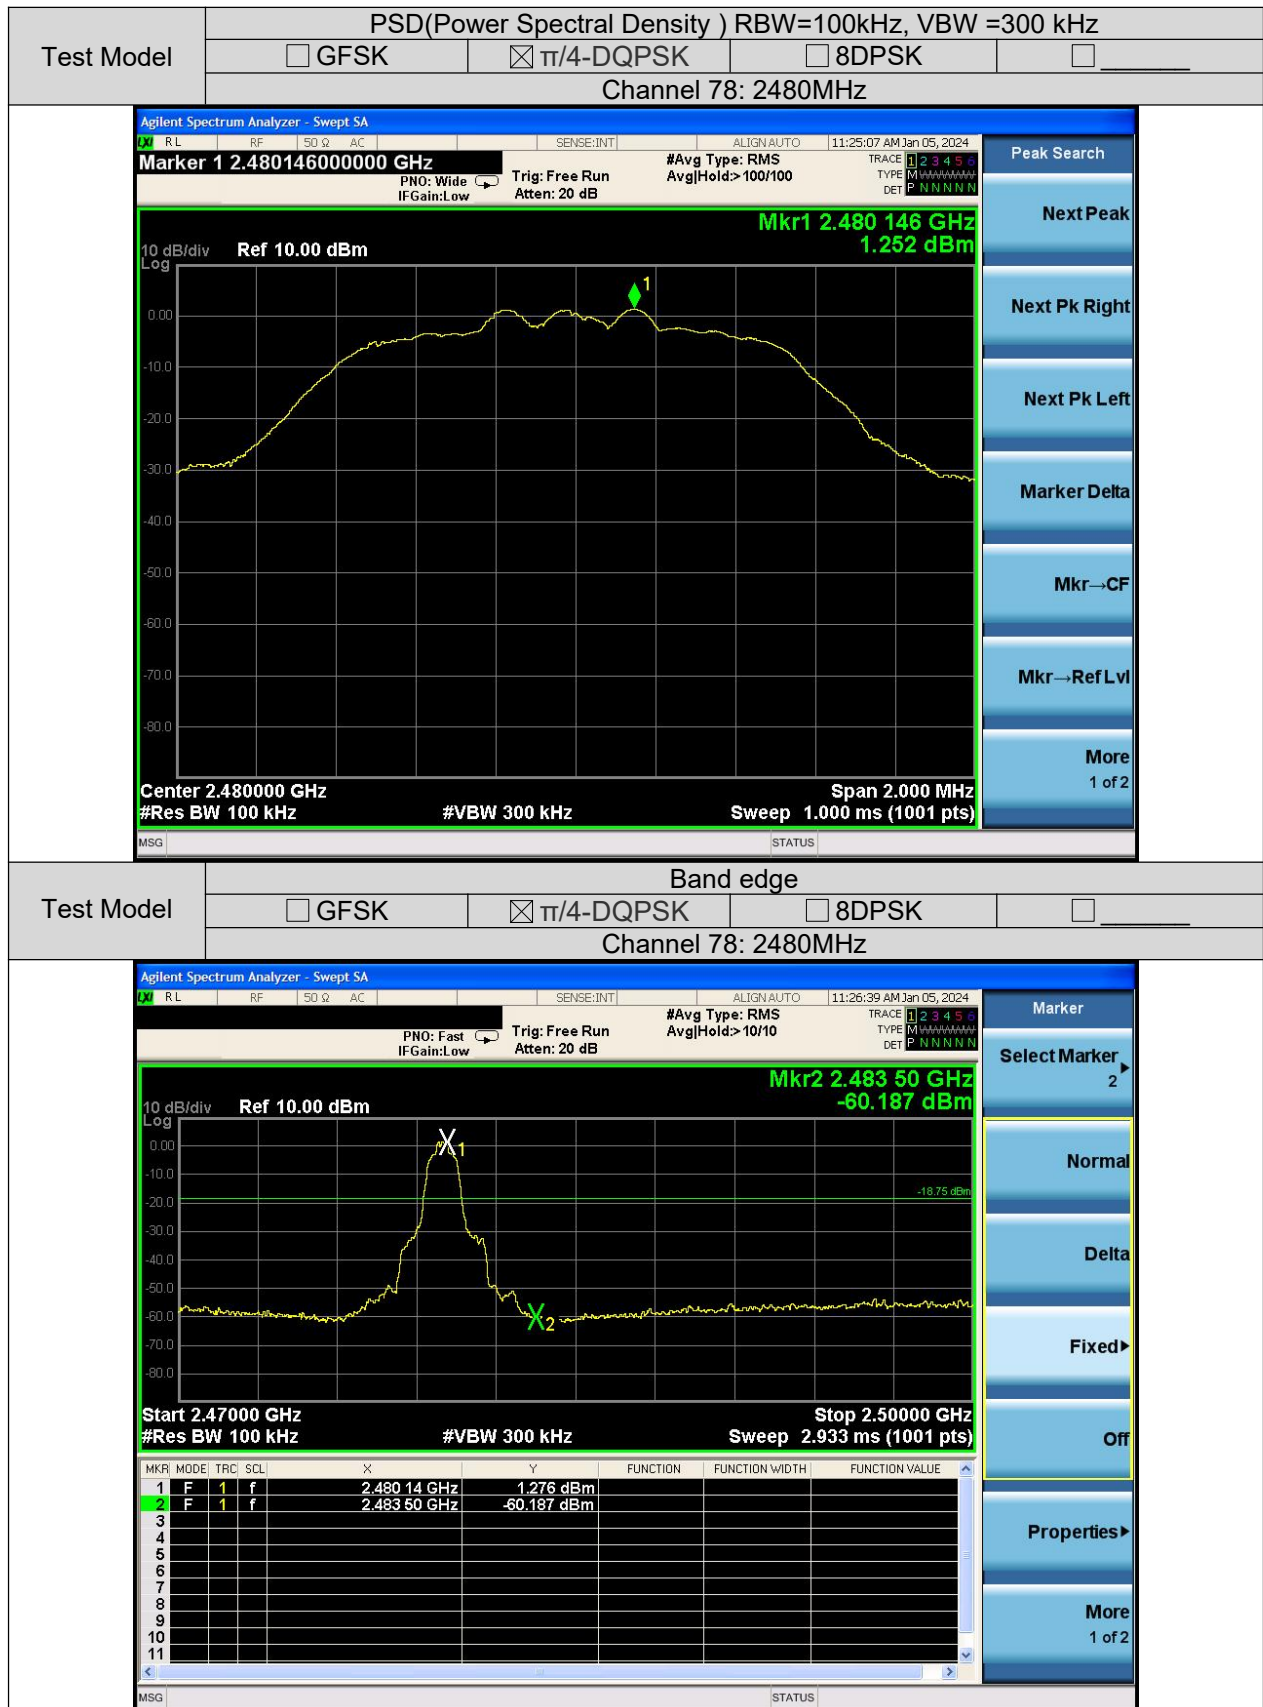 Test Model
PSD(Power Spectral Density ) RBW=100kHz, VBW =300 kHz
☐ GFSK ☒ π/4-DQPSK ☐ 8DPSK ☐ ______
Channel 78: 2480MHz
Agilent Spectrum Analyzer - Swept SA
LXI RL RF 50 Ω AC SENSE:INT ALIGN AUTO 11:25:07 AM Jan 05, 2024
Marker 1 2.480146000000 GHz
PNO: Wide
IFGain:Low
Trig: Free Run
Atten: 20 dB
#Avg Type: RMS
Avg|Hold:>100/100
TRACE 1 2 3 4 5 6
TYPE M
DET P N N N N N
Mkr1 2.480 146 GHz
1.252 dBm
10 dB/div Ref 10.00 dBm
Log
1
0.00
-10.0
-20.0
-30.0
-40.0
-50.0
-60.0
-70.0
-80.0
Center 2.480000 GHz Span 2.000 MHz
#Res BW 100 kHz #VBW 300 kHz Sweep 1.000 ms (1001 pts)
MSG STATUS
Peak Search
Next Peak
Next Pk Right
Next Pk Left
Marker Delta
Mkr→CF
Mkr→Ref Lvl
More
1 of 2
Test Model
Band edge
☐ GFSK ☒ π/4-DQPSK ☐ 8DPSK ☐ ______
Channel 78: 2480MHz
Agilent Spectrum Analyzer - Swept SA
LXI RL RF 50 Ω AC SENSE:INT ALIGN AUTO 11:26:39 AM Jan 05, 2024
PNO: Fast
IFGain:Low
Trig: Free Run
Atten: 20 dB
#Avg Type: RMS
Avg|Hold:>10/10
TRACE 1 2 3 4 5 6
TYPE M
DET P N N N N N
Mkr2 2.483 50 GHz
-60.187 dBm
10 dB/div Ref 10.00 dBm
Log
1
0.00
-10.0
-18.75 dBm
-20.0
-30.0
-40.0
-50.0
-60.0
2
-70.0
-80.0
Start 2.47000 GHz Stop 2.50000 GHz
#Res BW 100 kHz #VBW 300 kHz Sweep 2.933 ms (1001 pts)
MKR MODE TRC SCL X Y FUNCTION FUNCTION WIDTH FUNCTION VALUE
1 F 1 f 2.480 14 GHz 1.276 dBm
2 F 1 f 2.483 50 GHz -60.187 dBm
3
4
5
6
7
8
9
10
11
MSG STATUS
Marker
Select Marker
2
Normal
Delta
Fixed
Off
Properties
More
1 of 2